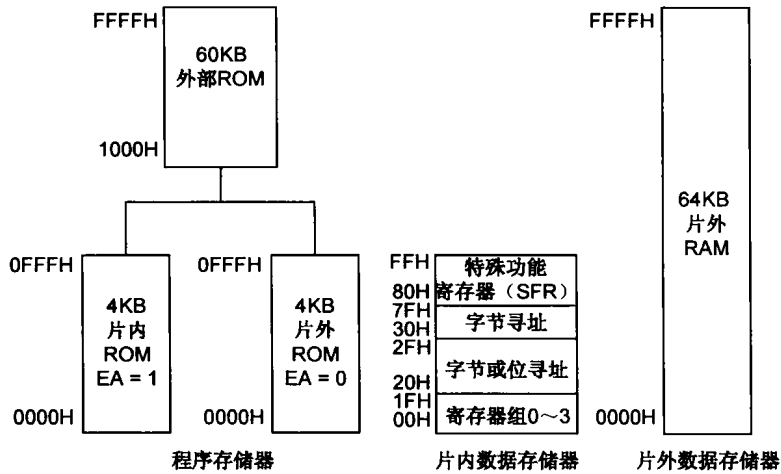 FFFFH
60KB
外部ROM
1000H
0FFFH
4KB
片内
ROM
EA = 1
0000H
0FFFH
4KB
片外
ROM
EA = 0
0000H
程序存储器
FFH
特殊功能
80H
寄存器（SFR）
7FH
字节寻址
30H
2FH
字节或位寻址
20H
1FH
寄存器组0～3
00H
片内数据存储器
FFFFH
64KB
片外
RAM
0000H
片外数据存储器